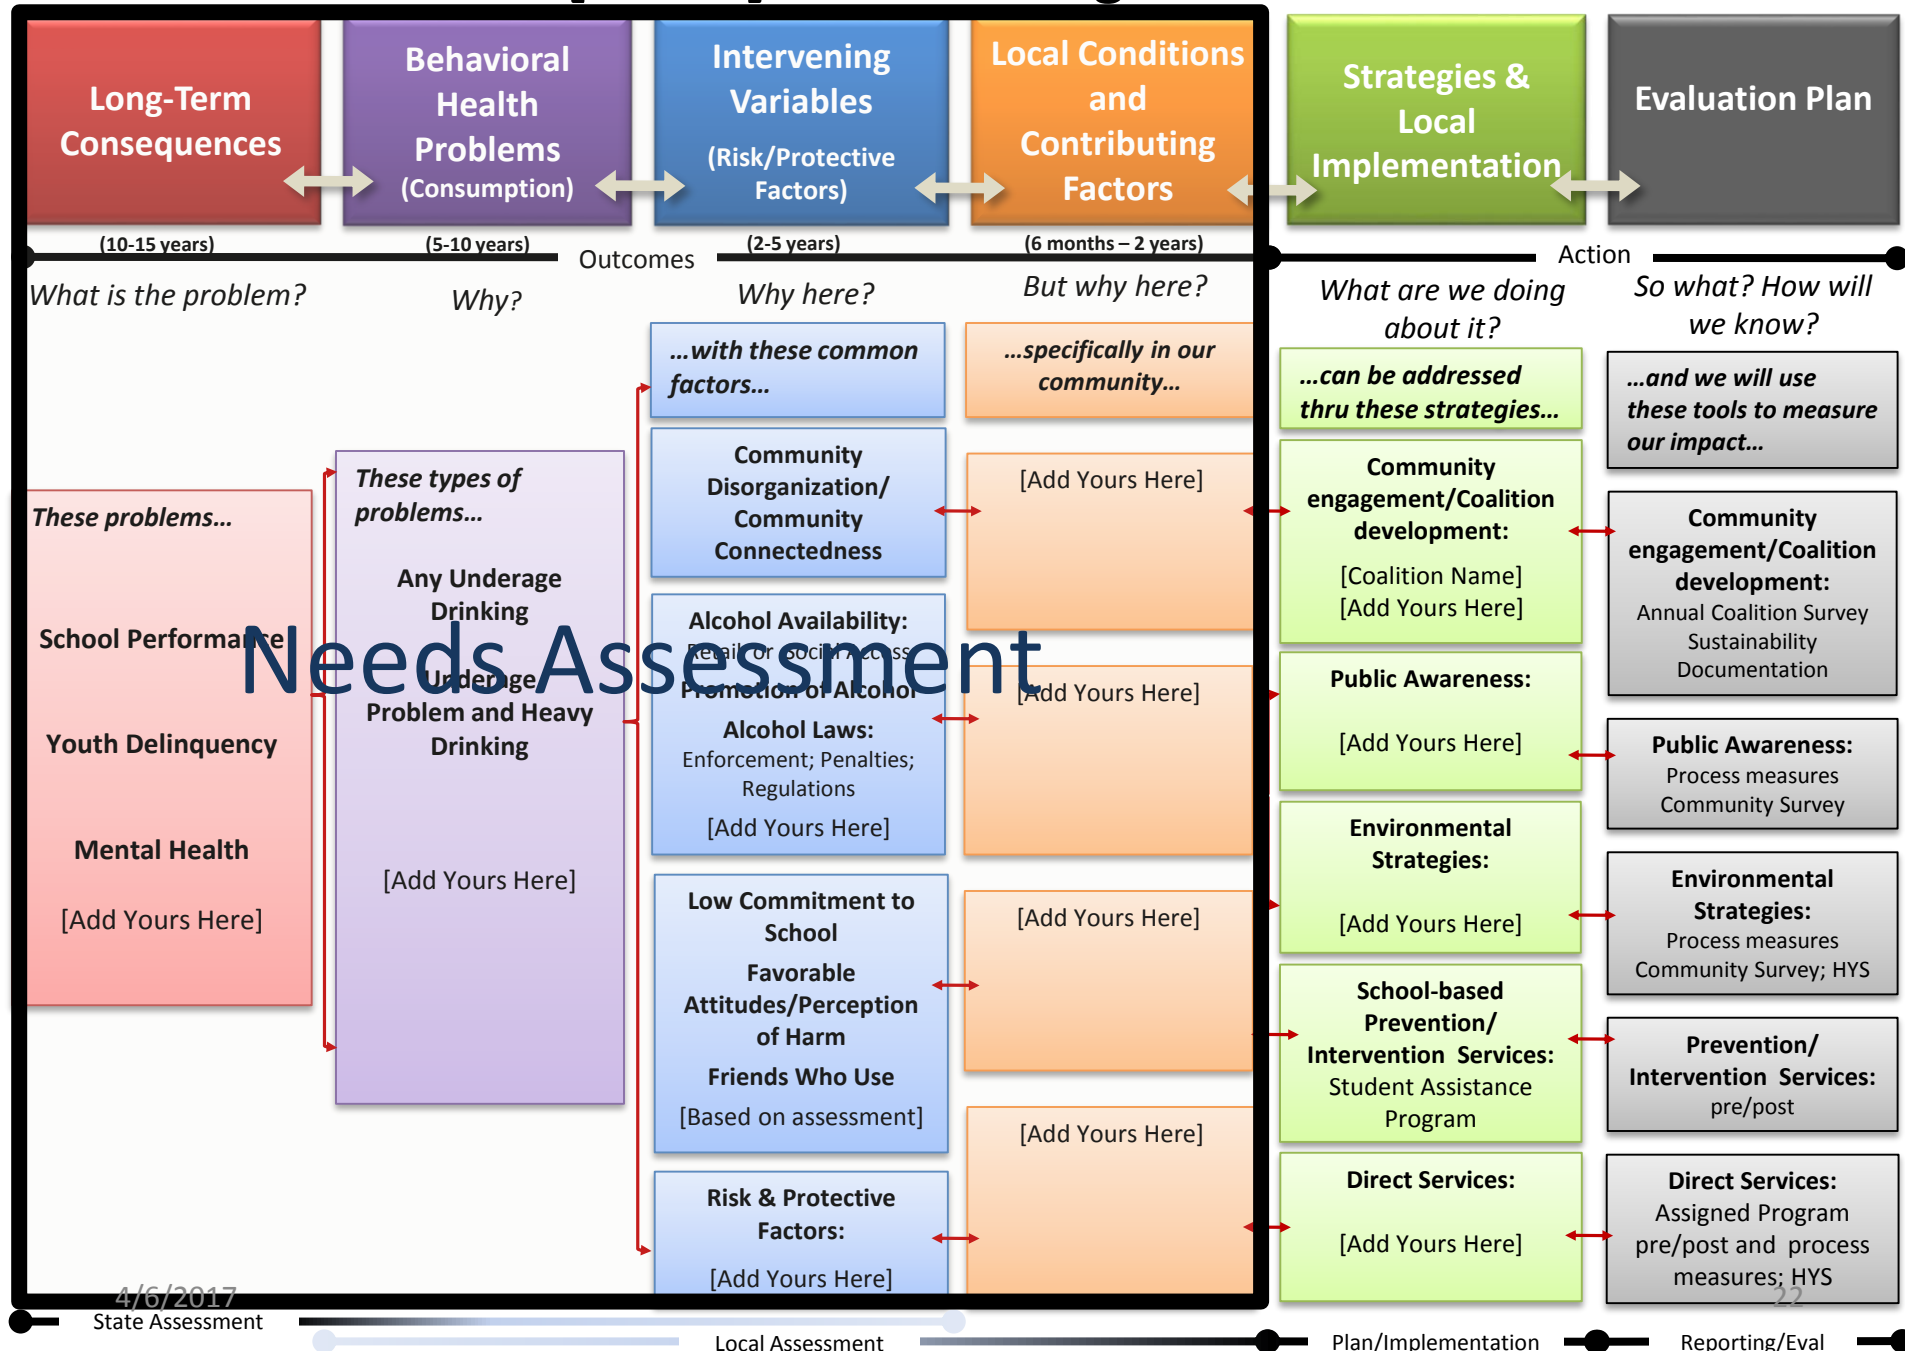 Long-Term
Consequences
Behavioral
Health
Problems
(Consumption)
Intervening
Variables
(Risk/Protective
Factors)
Local Conditions
and
Contributing
Factors
Strategies &
Local
Implementation
Evaluation Plan
(10-15 years)
(5-10 years)
(2-5 years)
(6 months – 2 years)
Outcomes
Action
What is the problem?
Why?
Why here?
But why here?
What are we doing
about it?
So what? How will
we know?
These problems…
School Performance
Youth Delinquency
Mental Health
[Add Yours Here]
These types of
problems…
Any Underage
Drinking
Underage
Problem and Heavy
Drinking
[Add Yours Here]
…with these common
factors…
Community
Disorganization/
Community
Connectedness
Alcohol Availability:
Retail or Social Access
Promotion of Alcohol
Alcohol Laws:
Enforcement; Penalties;
Regulations
[Add Yours Here]
Low Commitment to
School
Favorable
Attitudes/Perception
of Harm
Friends Who Use
[Based on assessment]
Risk & Protective
Factors:
[Add Yours Here]
…specifically in our
community…
[Add Yours Here]
[Add Yours Here]
[Add Yours Here]
[Add Yours Here]
…can be addressed
thru these strategies…
Community
engagement/Coalition
development:
[Coalition Name]
[Add Yours Here]
Public Awareness:
[Add Yours Here]
Environmental
Strategies:
[Add Yours Here]
School-based
Prevention/
Intervention Services:
Student Assistance
Program
Direct Services:
[Add Yours Here]
…and we will use
these tools to measure
our impact…
Community
engagement/Coalition
development:
Annual Coalition Survey
Sustainability
Documentation
Public Awareness:
Process measures
Community Survey
Environmental
Strategies:
Process measures
Community Survey; HYS
Prevention/
Intervention Services:
pre/post
Direct Services:
Assigned Program
pre/post and process
measures; HYS
Needs Assessment
4/6/2017
22
State Assessment
Local Assessment
Plan/Implementation
Reporting/Eval